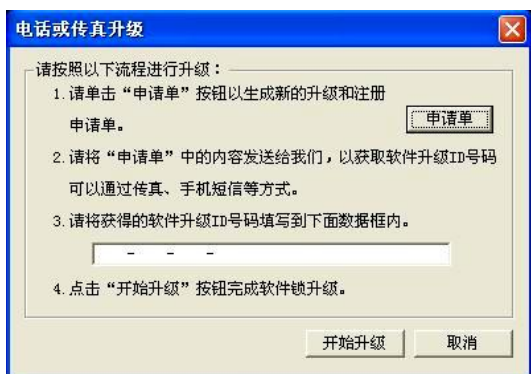 电话或传真升级
请按照以下流程进行升级：
1.请单击“申请单”按钮以生成新的升级和注册
申请单。
申请单
2.请将“申请单”中的内容发送给我们，以获取软件升级ID号码
可以通过传真、手机短信等方式。
3.请将获得的软件升级ID号码填写到下面数据框内。
- - -
4.点击“开始升级”按钮完成软件锁升级。
开始升级 取消